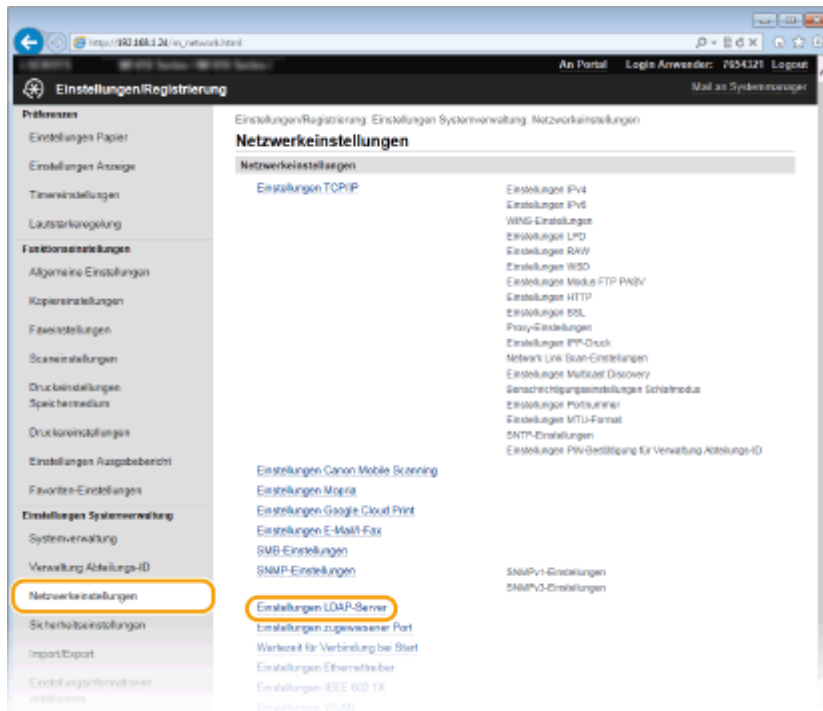 http://192.168.1.24/m_network.html
An Portal Login Anwender: 7654321 Logout
Einstellungen/Registrierung
Mail an Systemmanager
Präferenzen
Einstellungen Papier
Einstellungen Anzeige
Timereinstellungen
Lautstärkeregelung
Funktionseinstellungen
Allgemeine Einstellungen
Kopiereinstellungen
Faxeinstellungen
Scaneinstellungen
Druckeinstellungen
Speichermedium
Druckereinstellungen
Einstellungen Ausgabebericht
Favoriten-Einstellungen
Einstellungen Systemverwaltung
Systemverwaltung
Verwaltung Abteilungs-ID
Netzwerkeinstellungen
Sicherheitseinstellungen
Import/Export
Einstellungsinformationen
initialisieren
Einstellungen/Registrierung: Einstellungen Systemverwaltung: Netzwerkeinstellungen
Netzwerkeinstellungen
Netzwerkeinstellungen
Einstellungen TCP/IP
Einstellungen IPv4
Einstellungen IPv6
WINS-Einstellungen
Einstellungen LPD
Einstellungen RAW
Einstellungen WSD
Einstellungen Modus FTP PASV
Einstellungen HTTP
Einstellungen SSL
Proxy-Einstellungen
Einstellungen IPP-Druck
Network Link Scan-Einstellungen
Einstellungen Multicast Discovery
Benachrichtigungseinstellungen Schlafmodus
Einstellungen Portnummer
Einstellungen MTU-Format
SNTP-Einstellungen
Einstellungen PIN-Bestätigung für Verwaltung Abteilungs-ID
Einstellungen Canon Mobile Scanning
Einstellungen Mopria
Einstellungen Google Cloud Print
Einstellungen E-Mail/I-Fax
SMB-Einstellungen
SNMP-Einstellungen
SNMPv1-Einstellungen
SNMPv3-Einstellungen
Einstellungen LDAP-Server
Einstellungen zugewiesener Port
Wartezeit für Verbindung bei Start
Einstellungen Ethernettreiber
Einstellungen IEEE 802.1X
Einstellungen WLAN